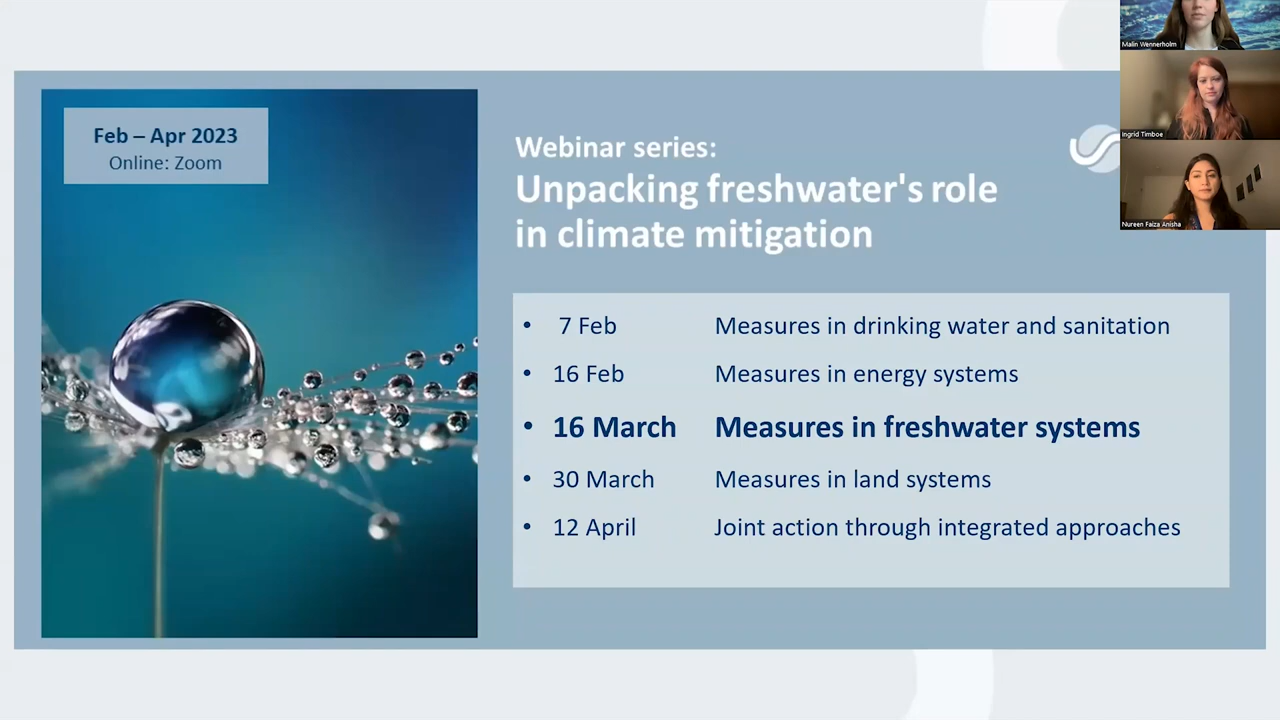 Feb – Apr 2023
Online: Zoom
Webinar series:
Unpacking freshwater's role
in climate mitigation
• 7 Feb Measures in drinking water and sanitation
• 16 Feb Measures in energy systems
• 16 March Measures in freshwater systems
• 30 March Measures in land systems
• 12 April Joint action through integrated approaches
Malin Wennerholm
Ingrid Timboe
Nureen Faiza Anisha